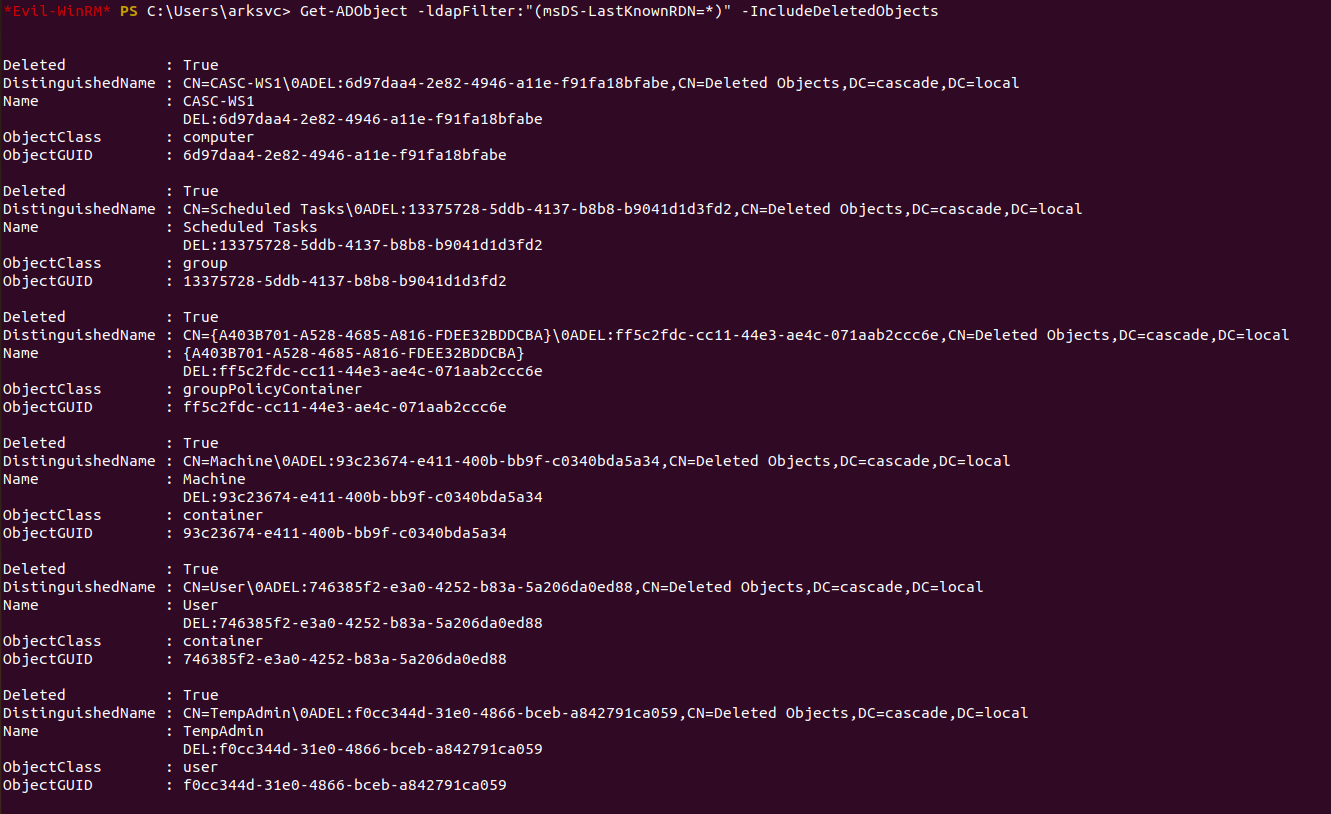 *Evil-WinRM* PS C:\Users\arksvc> Get-ADObject -ldapFilter:"(msDS-LastKnownRDN=*)" -IncludeDeletedObjects
Deleted           : True
DistinguishedName : CN=CASC-WS1\0ADEL:6d97daa4-2e82-4946-a11e-f91fa18bfabe,CN=Deleted Objects,DC=cascade,DC=local
Name              : CASC-WS1
                    DEL:6d97daa4-2e82-4946-a11e-f91fa18bfabe
ObjectClass       : computer
ObjectGUID        : 6d97daa4-2e82-4946-a11e-f91fa18bfabe
Deleted           : True
DistinguishedName : CN=Scheduled Tasks\0ADEL:13375728-5ddb-4137-b8b8-b9041d1d3fd2,CN=Deleted Objects,DC=cascade,DC=local
Name              : Scheduled Tasks
                    DEL:13375728-5ddb-4137-b8b8-b9041d1d3fd2
ObjectClass       : group
ObjectGUID        : 13375728-5ddb-4137-b8b8-b9041d1d3fd2
Deleted           : True
DistinguishedName : CN={A403B701-A528-4685-A816-FDEE32BDDCBA}\0ADEL:ff5c2fdc-cc11-44e3-ae4c-071aab2ccc6e,CN=Deleted Objects,DC=cascade,DC=local
Name              : {A403B701-A528-4685-A816-FDEE32BDDCBA}
                    DEL:ff5c2fdc-cc11-44e3-ae4c-071aab2ccc6e
ObjectClass       : groupPolicyContainer
ObjectGUID        : ff5c2fdc-cc11-44e3-ae4c-071aab2ccc6e
Deleted           : True
DistinguishedName : CN=Machine\0ADEL:93c23674-e411-400b-bb9f-c0340bda5a34,CN=Deleted Objects,DC=cascade,DC=local
Name              : Machine
                    DEL:93c23674-e411-400b-bb9f-c0340bda5a34
ObjectClass       : container
ObjectGUID        : 93c23674-e411-400b-bb9f-c0340bda5a34
Deleted           : True
DistinguishedName : CN=User\0ADEL:746385f2-e3a0-4252-b83a-5a206da0ed88,CN=Deleted Objects,DC=cascade,DC=local
Name              : User
                    DEL:746385f2-e3a0-4252-b83a-5a206da0ed88
ObjectClass       : container
ObjectGUID        : 746385f2-e3a0-4252-b83a-5a206da0ed88
Deleted           : True
DistinguishedName : CN=TempAdmin\0ADEL:f0cc344d-31e0-4866-bceb-a842791ca059,CN=Deleted Objects,DC=cascade,DC=local
Name              : TempAdmin
                    DEL:f0cc344d-31e0-4866-bceb-a842791ca059
ObjectClass       : user
ObjectGUID        : f0cc344d-31e0-4866-bceb-a842791ca059